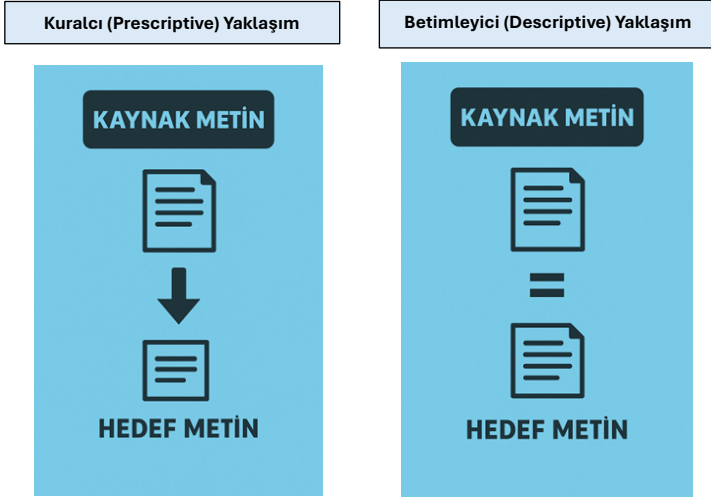 Kuralcı (Prescriptive) Yaklaşım
KAYNAK METİN
HEDEF METİN
Betimleyici (Descriptive) Yaklaşım
KAYNAK METİN
HEDEF METİN